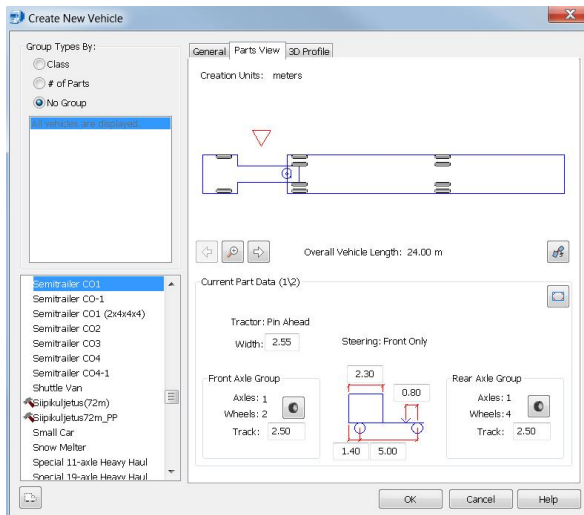 Create New Vehicle
Group Types By:
Class
# of Parts
No Group
All vehicles are displayed.
Semitrailer CO1
Semitrailer CO-1
Semitrailer CO1 (2x4x4x4)
Semitrailer CO2
Semitrailer CO3
Semitrailer CO4
Semitrailer CO4-1
Shuttle Van
Siipikuljetus(72m)
Siipikuljetus72m_PP
Small Car
Snow Melter
Special 11-axle Heavy Haul
Special 19-axle Heavy Haul
General Parts View 3D Profile
Creation Units: meters
Overall Vehicle Length: 24.00 m
Current Part Data (1\2)
Tractor: Pin Ahead
Width: 2.55 Steering: Front Only
Front Axle Group
Axles: 1
Wheels: 2
Track: 2.50
2.30
0.80
1.40 5.00
Rear Axle Group
Axles: 1
Wheels: 4
Track: 2.50
OK Cancel Help